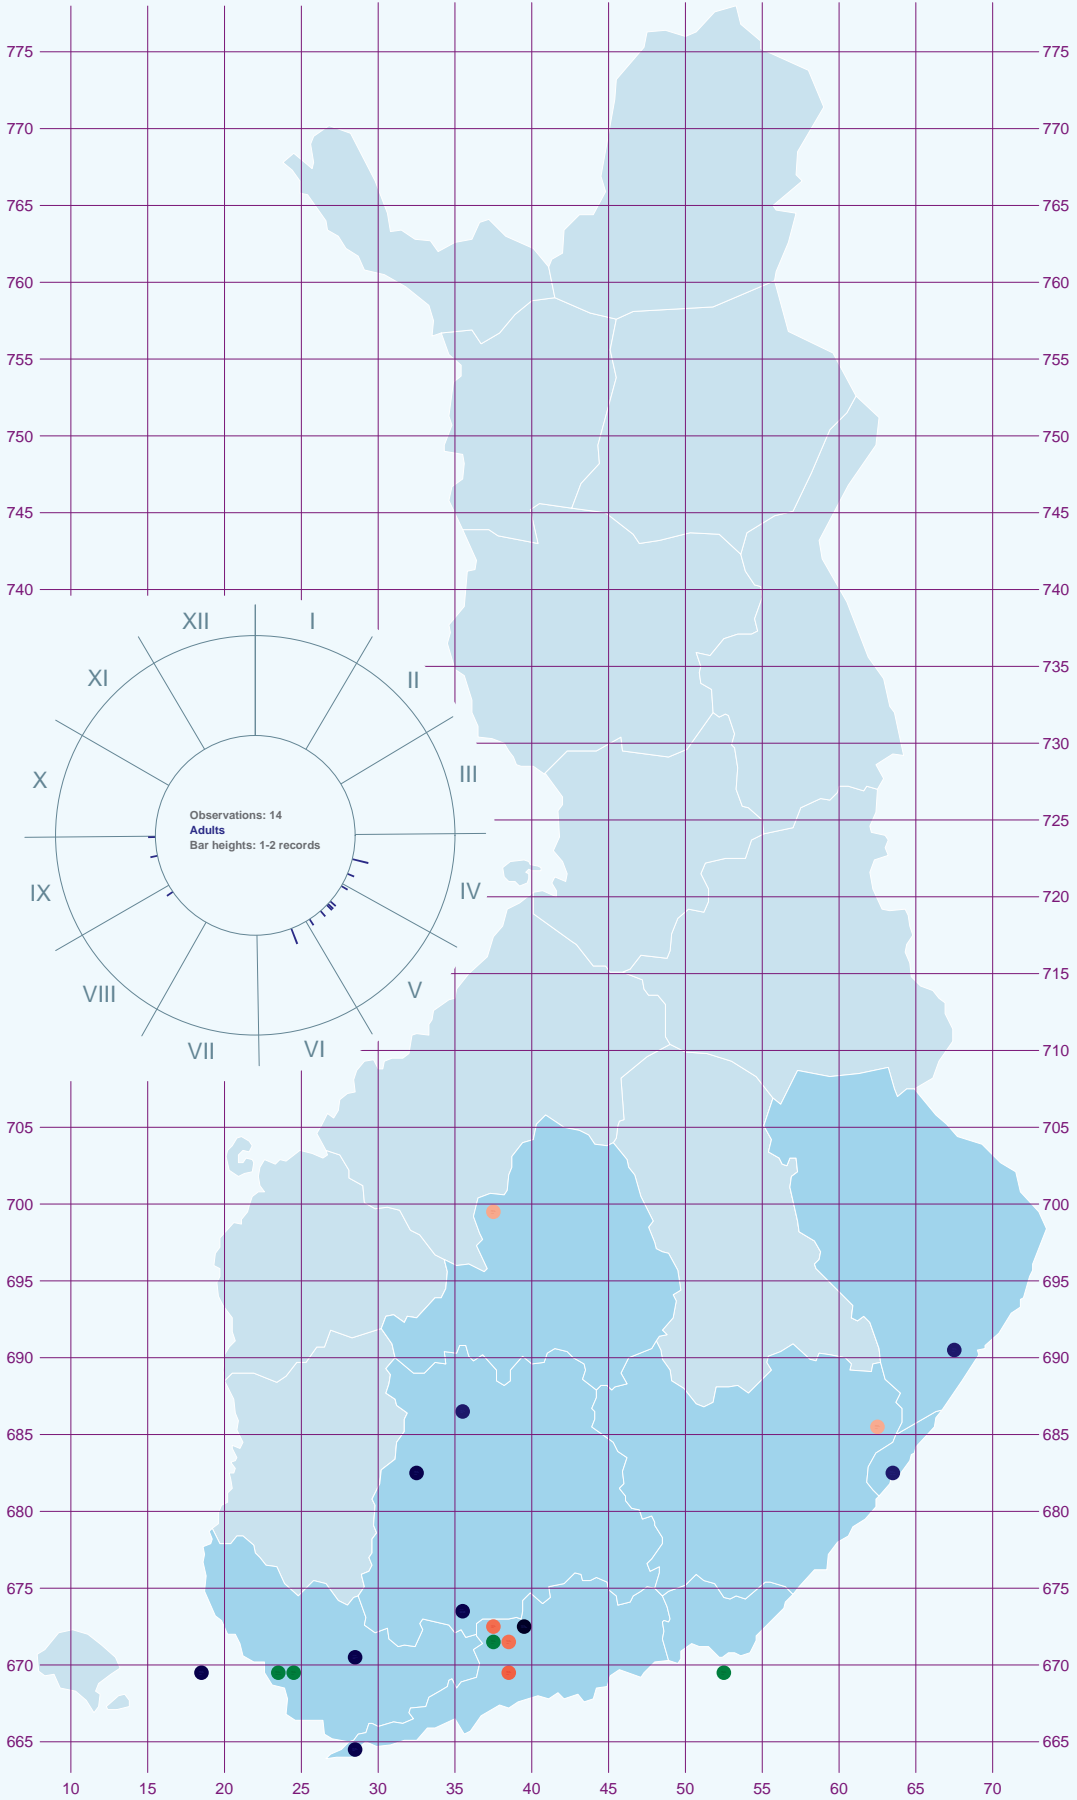 775 775
770 770
765 765
760 760
755 755
750 750
745 745
740 740
735
730
725
720
715
710
XII I
XI II
X III
Observations: 14
Adults
Bar heights: 1-2 records
IX IV
VIII V
VII VI
705 705
700 700
695 695
690 690
685 685
680 680
675 675
670 670
665 665
10 15 20 25 30 35 40 45 50 55 60 65 70